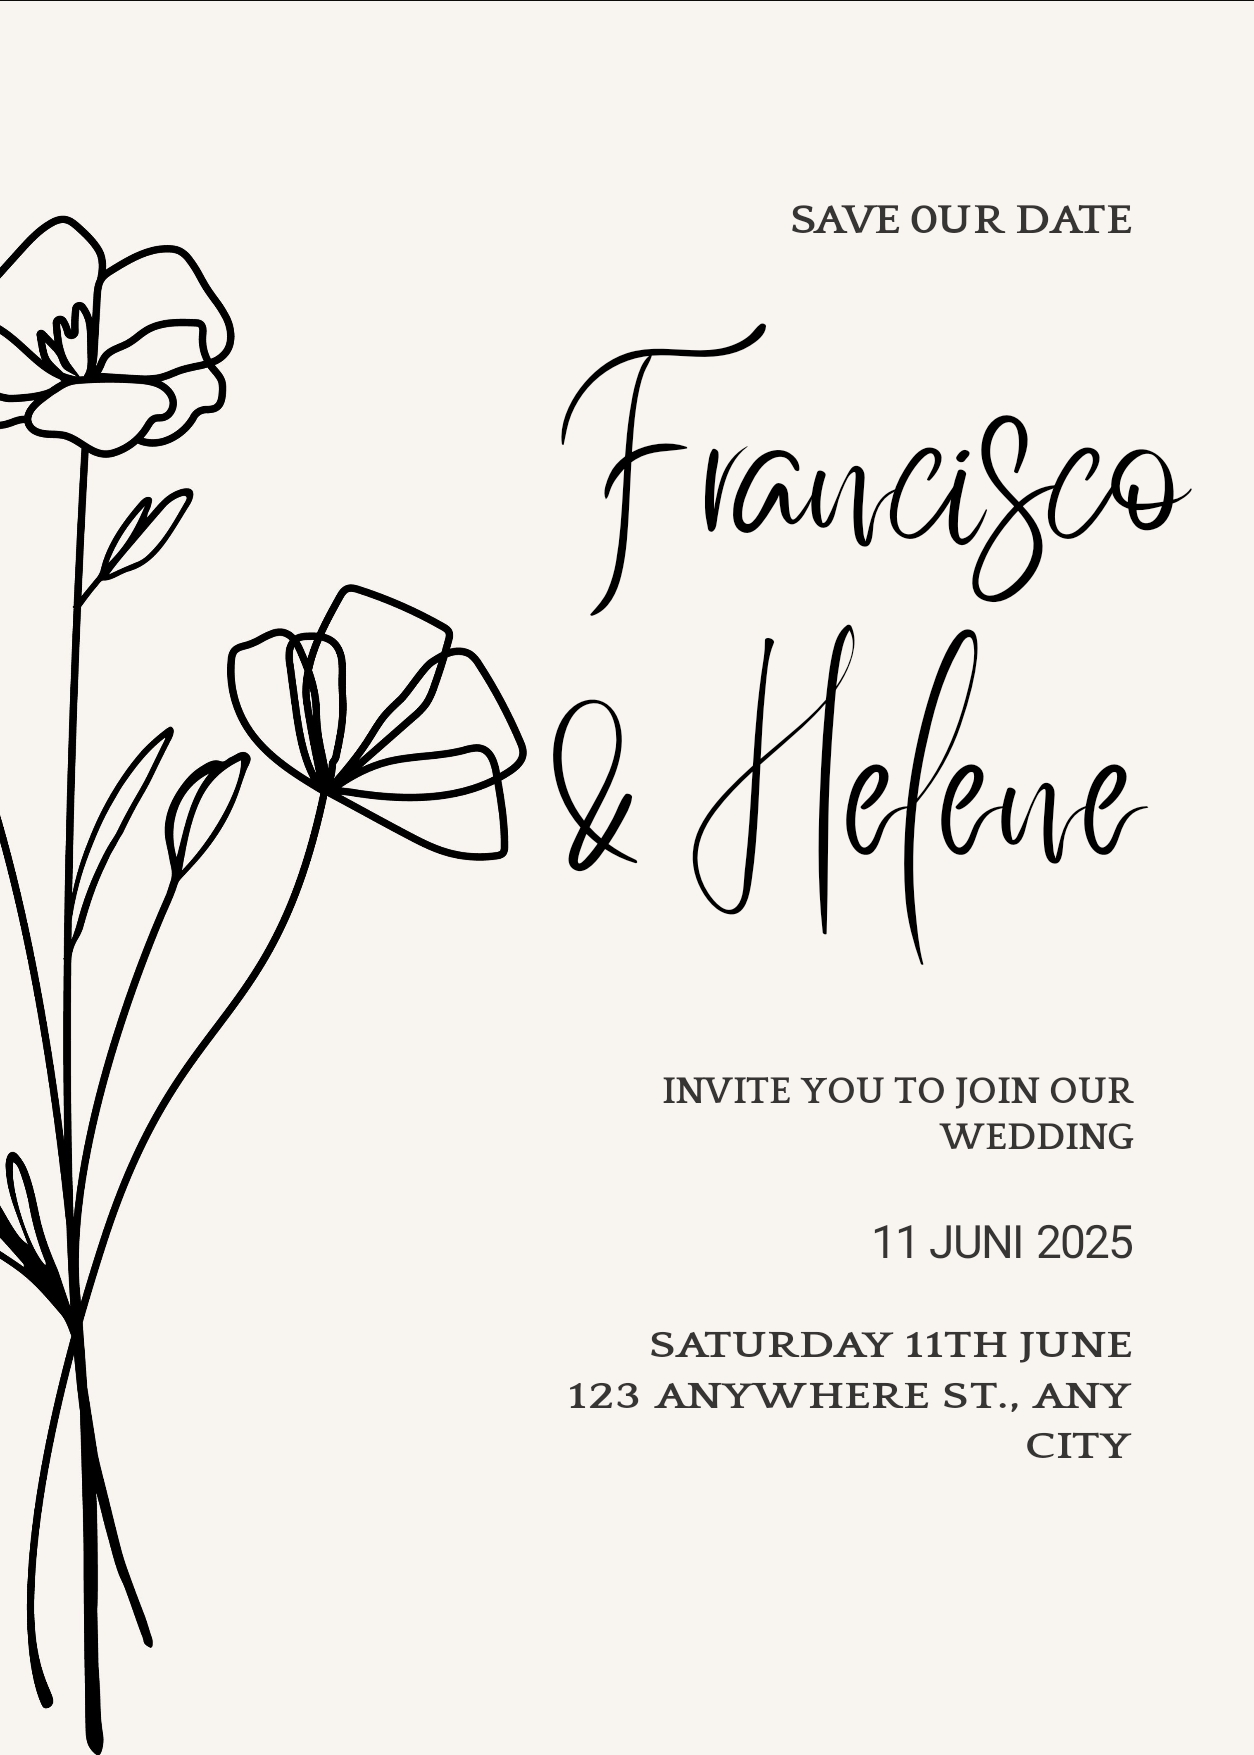 SAVE OUR DATE
Francisco
& Helene
INVITE YOU TO JOIN OUR
WEDDING
11 JUNI 2025
SATURDAY 11TH JUNE
123 ANYWHERE ST., ANY
CITY